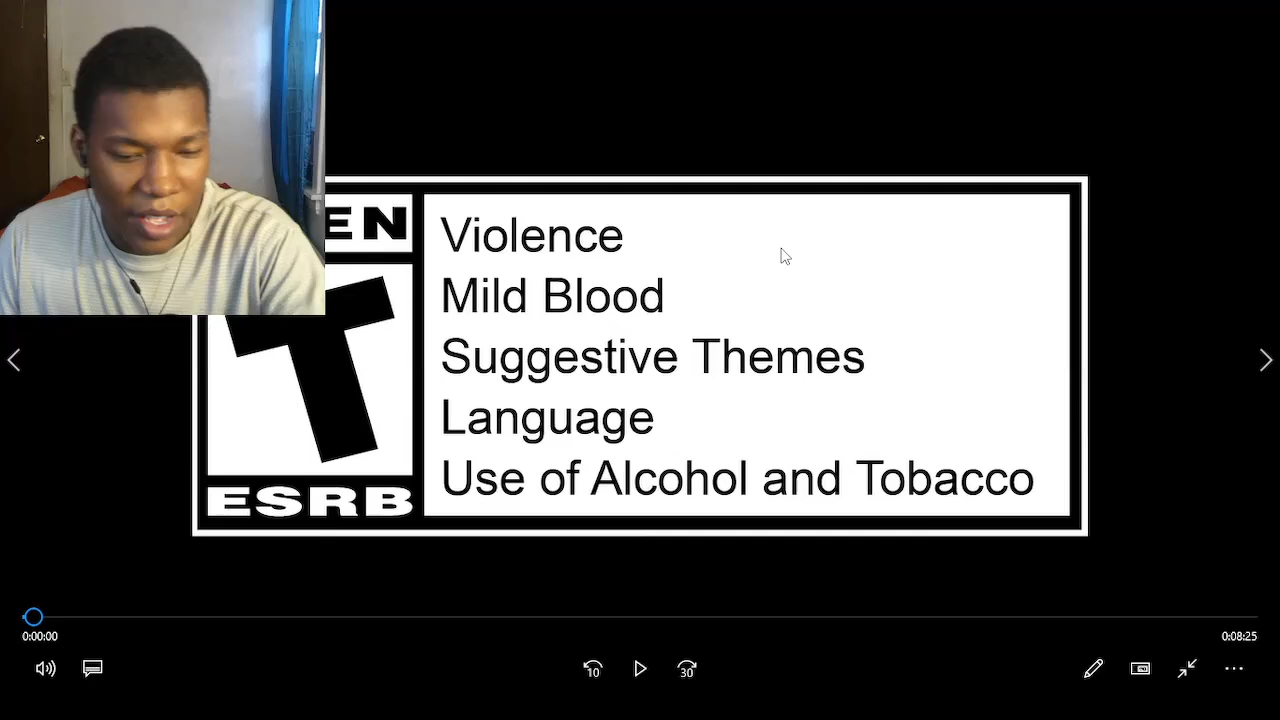 EN
Violence
Mild Blood
Suggestive Themes
Language
Use of Alcohol and Tobacco
T
ESRB
0:00:00
0:08:25
10
30